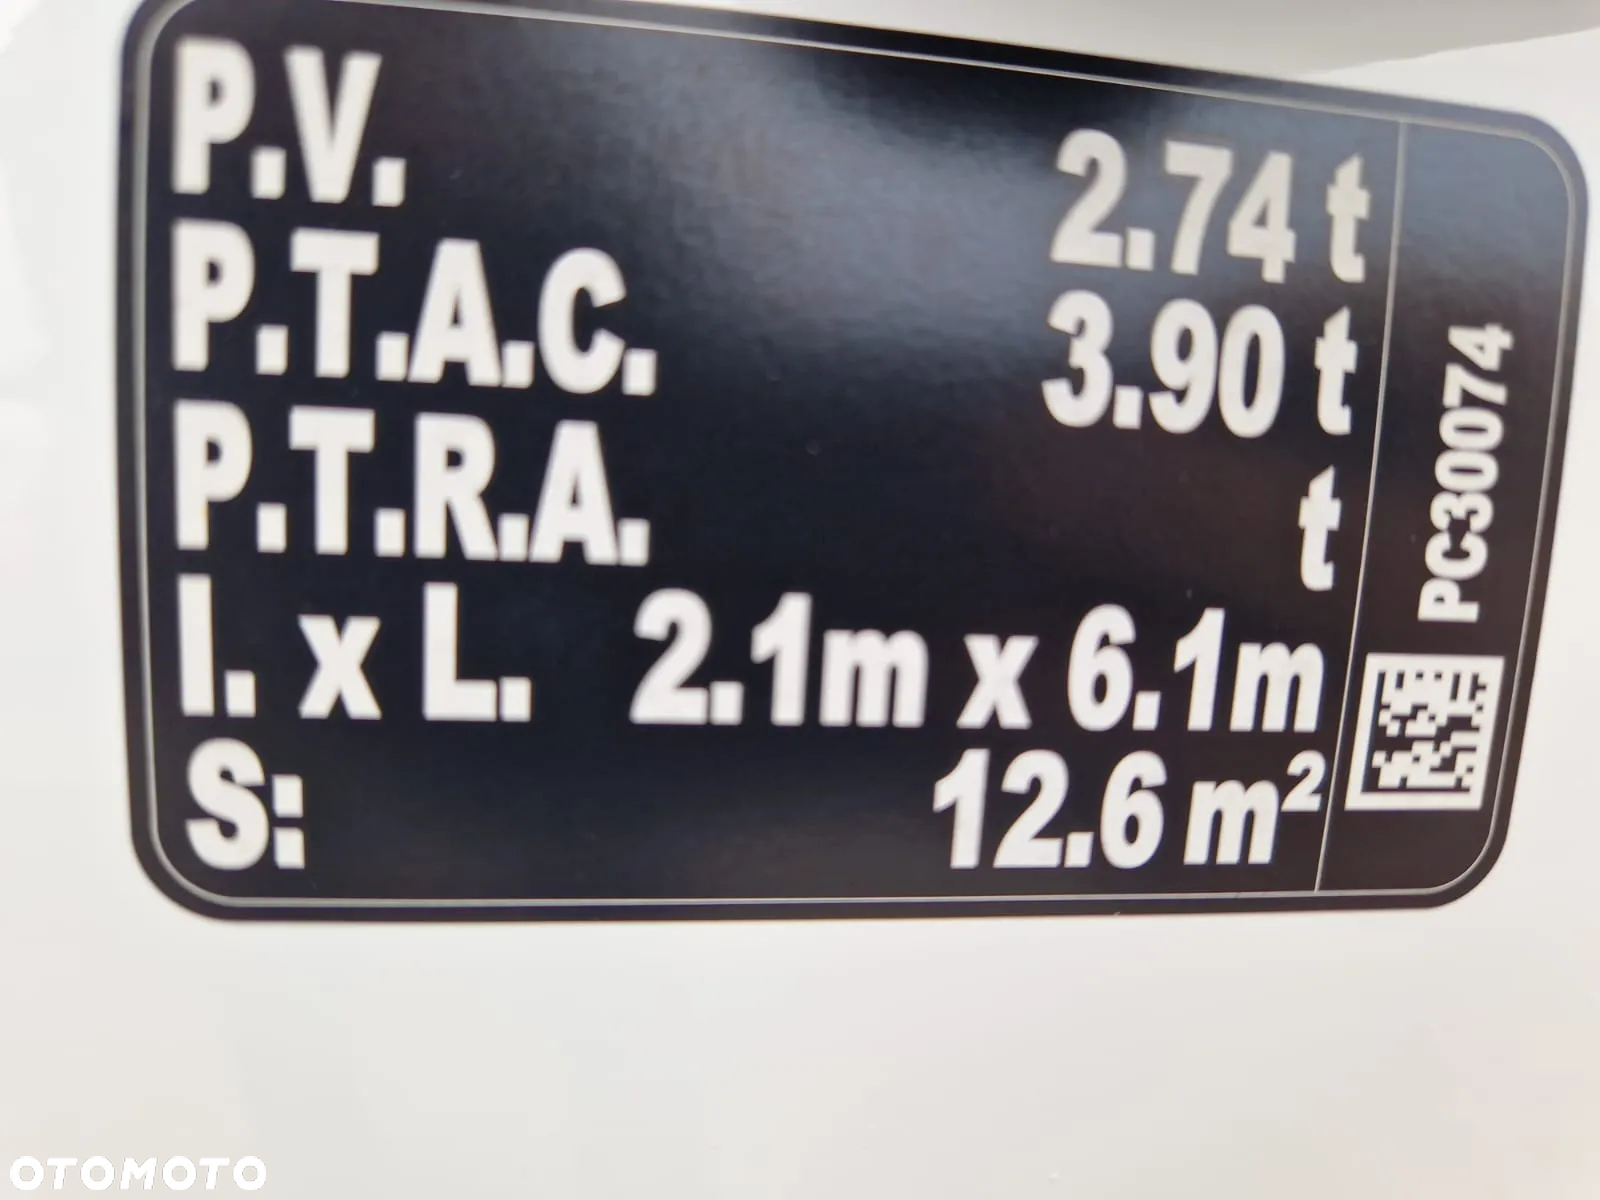 P.V. 2.74 t
P.T.A.C. 3.90 t
P.T.R.A. t
l. x L. 2.1m x 6.1m
S: 12.6 m²
PC30074
OTOMOTO